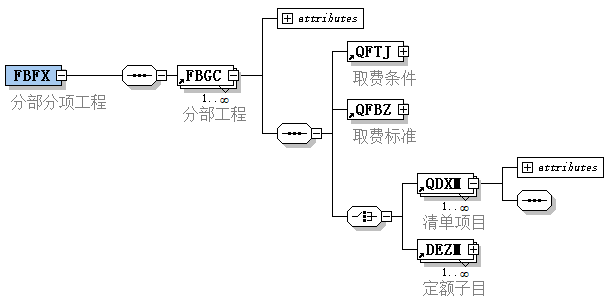 attributes
QFTJ
取费条件
FBFX
分部分项工程
FBGC
1..∞
分部工程
QFBZ
取费标准
attributes
QDXM
1..∞
清单项目
DEZM
1..∞
定额子目